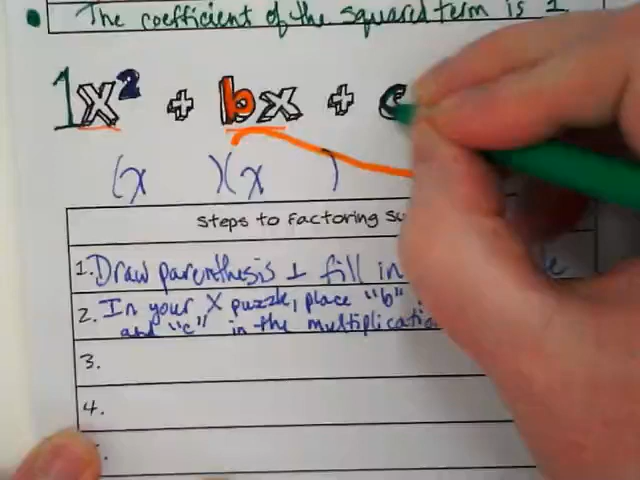 The coefficient of the squared term is 1
1x² + bx + c
(x )(x )
Steps to Factoring
1. Draw parenthesis + fill in
2. In your X puzzle, place "b"
and "c" in the
3.
4.